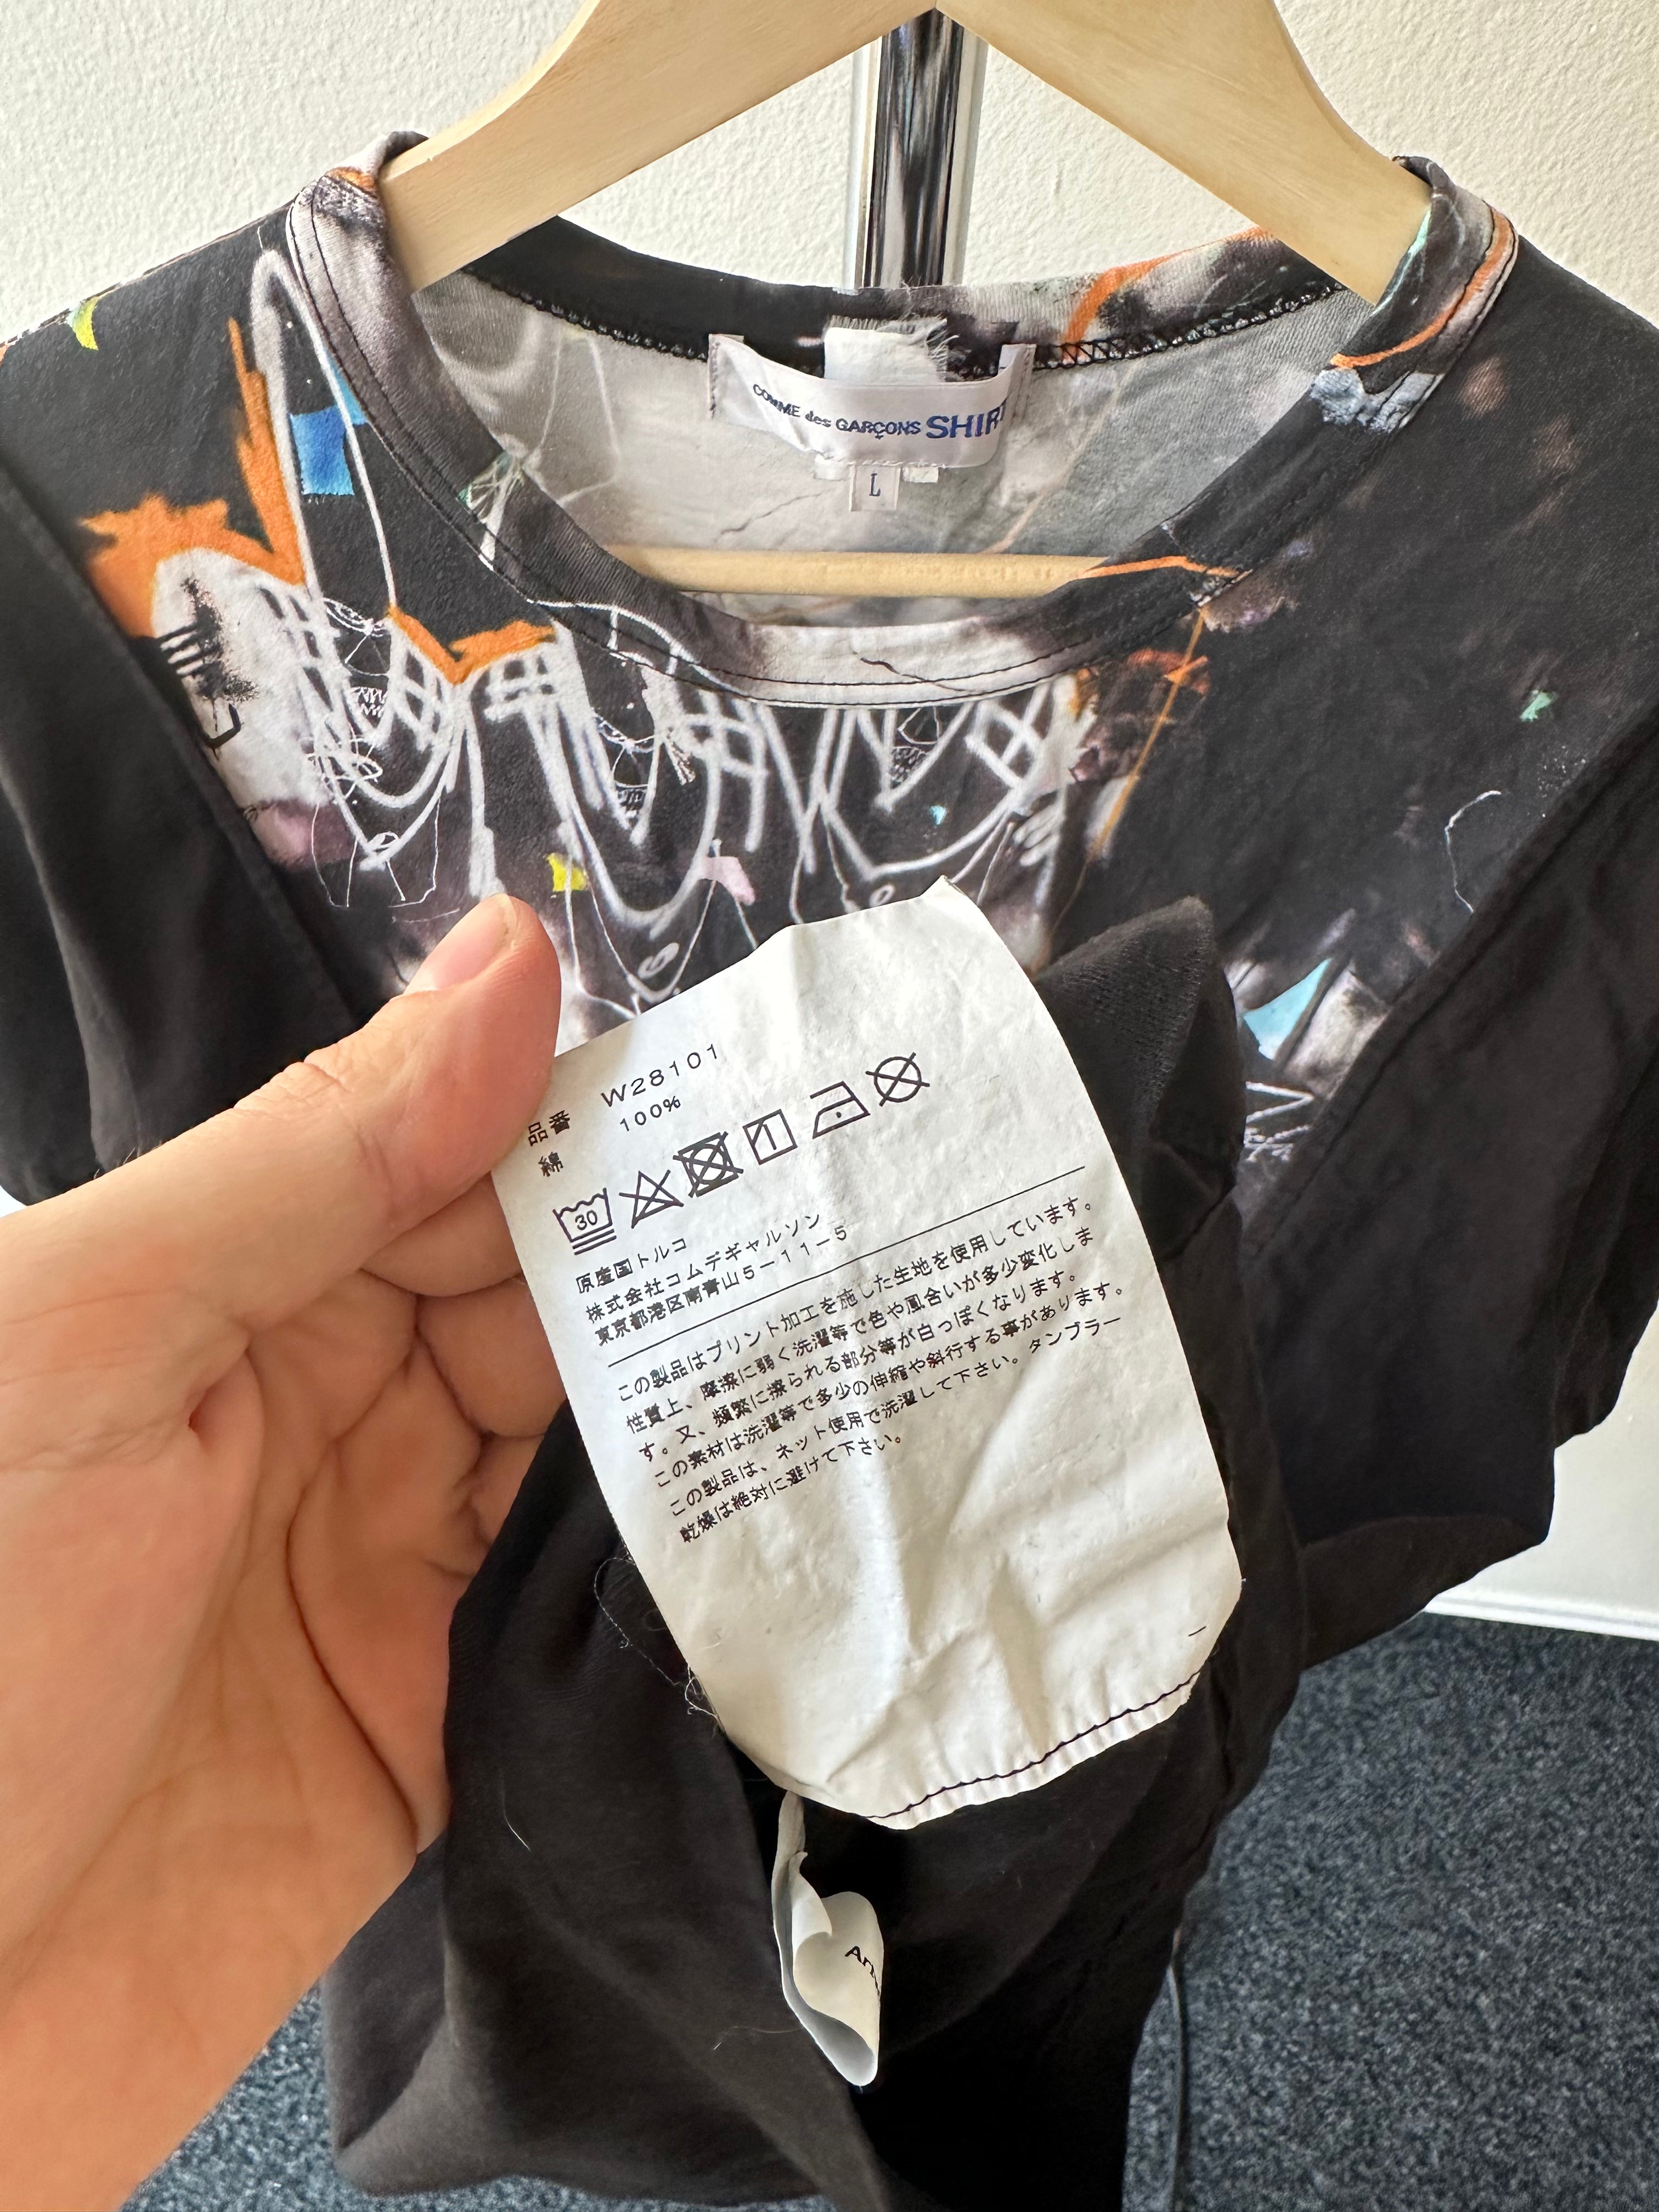 COMME des GARÇONS SHIRT
L
品番 W28101
綿 100%
30
原産国トルコ
株式会社コムデギャルソン
東京都港区南青山5-11-5
この製品はプリント加工を施した生地を使用しています。
性質上、摩擦に弱く洗濯等で色や風合いが多少変化しま
す。又、頻繁に擦られる部分等が白っぽくなります。
この素材は洗濯等で多少の伸縮や斜行する事があります。
この製品は、ネット使用で洗濯して下さい。タンブラー
乾燥は絶対に避けて下さい。